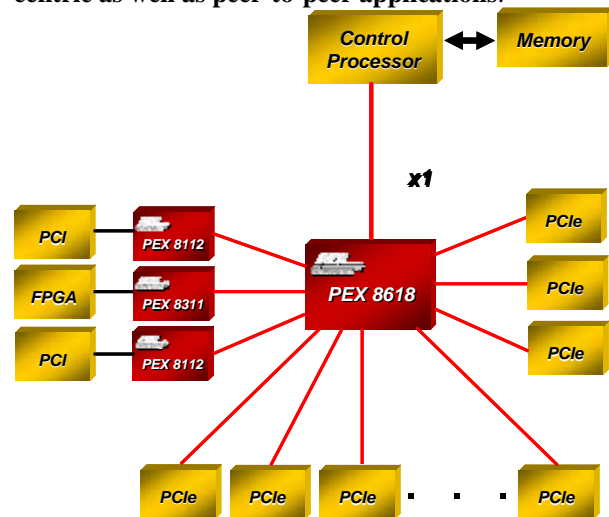 centric as well as peer-to-peer applications.
Control
Processor
Memory
x1
PCI
PEX 8112
PCIe
FPGA
PEX 8311
PEX 8618
PCIe
PCI
PEX 8112
PCIe
PCIe
PCIe
PCIe
. . .
PCIe